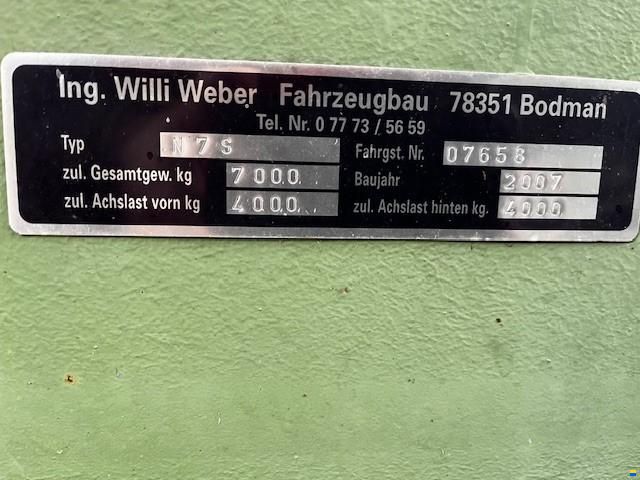 Ing. Willi Weber Fahrzeugbau 78351 Bodman
Tel. Nr. 0 77 73 / 56 59
Typ N7S Fahrgst. Nr. 07658
zul. Gesamtgew. kg 7000 Baujahr 2007
zul. Achslast vorn kg 4000 zul. Achslast hinten kg. 4000